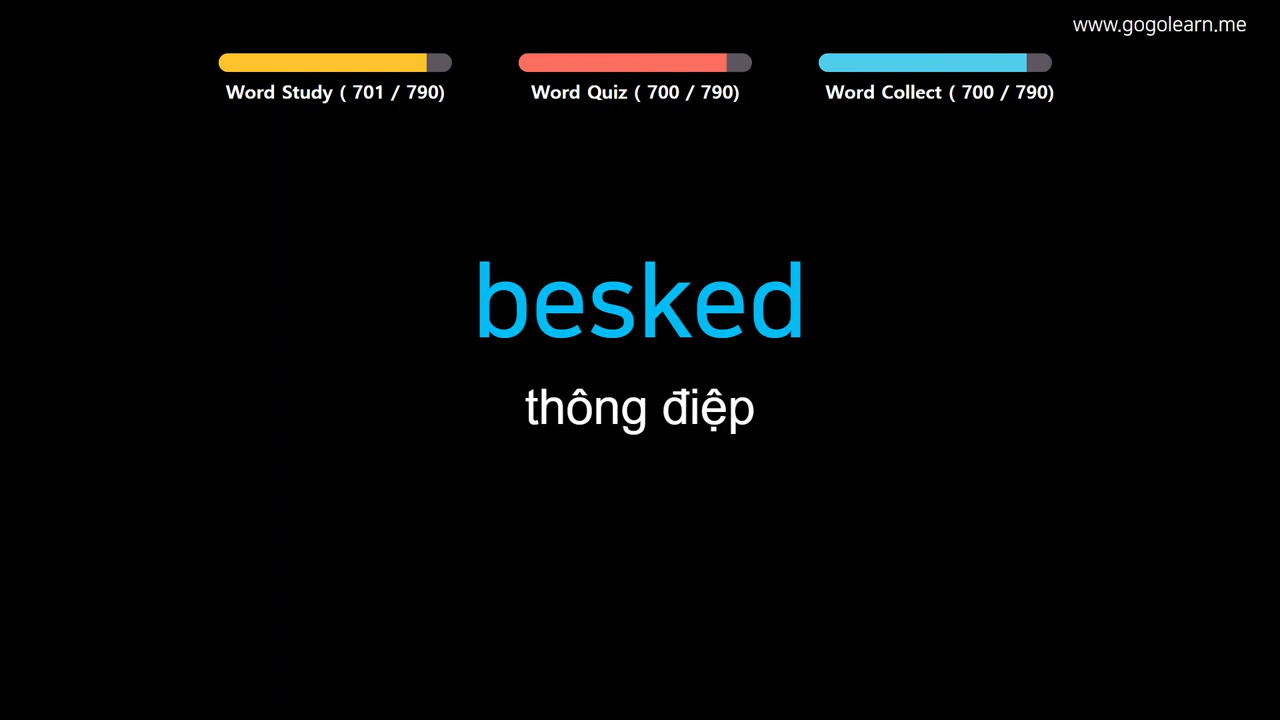 www.gogolearn.me
Word Study ( 701 / 790)
Word Quiz ( 700 / 790)
Word Collect ( 700 / 790)
besked
thông điệp